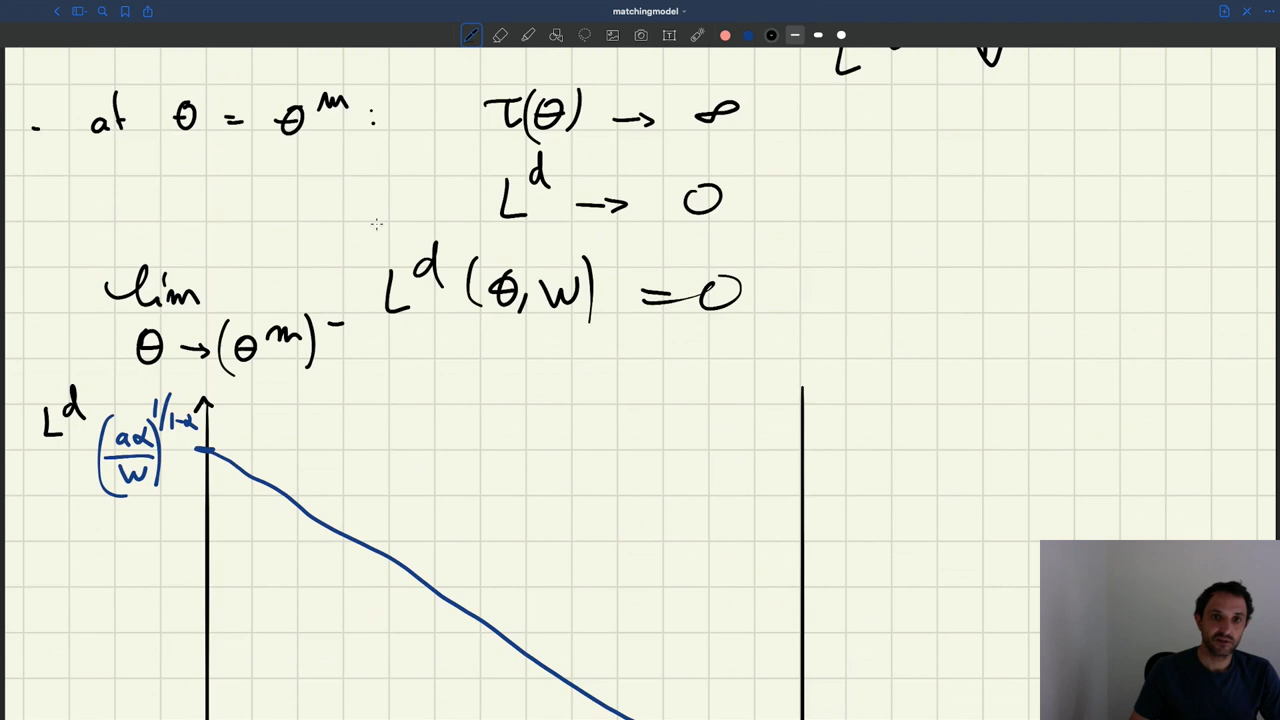 matchingmodel
L
. at θ = θ^m : τ(θ) → ∞
L^d → 0
lim L^d (θ, W) = 0
θ → (θ^m)^-
L^d (aα/W)^1/1-α